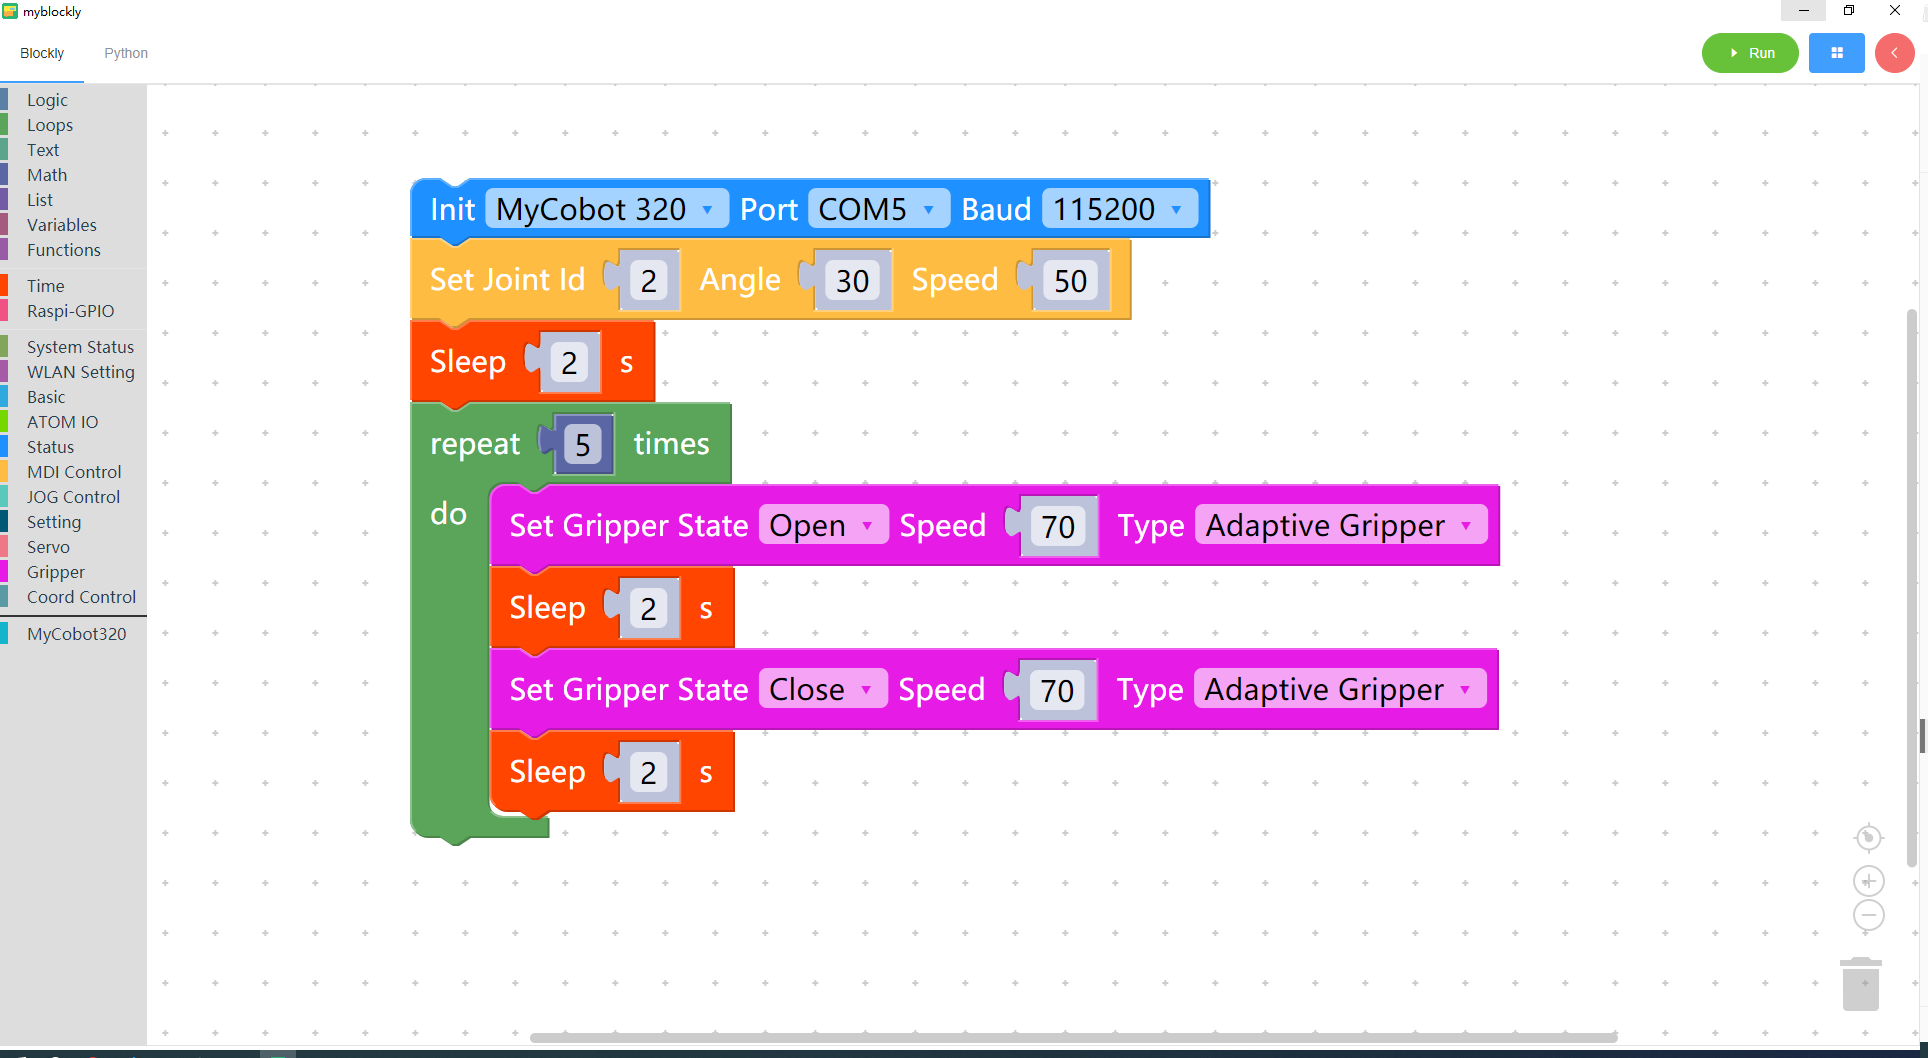 myblockly
Blockly Python Run
Logic
Loops
Text
Math
List
Variables
Functions
Time
Raspi-GPIO
System Status
WLAN Setting
Basic
ATOM IO
Status
MDI Control
JOG Control
Setting
Servo
Gripper
Coord Control
MyCobot320
Init MyCobot 320 Port COM5 Baud 115200
Set Joint Id 2 Angle 30 Speed 50
Sleep 2 s
repeat 5 times
do
Set Gripper State Open Speed 70 Type Adaptive Gripper
Sleep 2 s
Set Gripper State Close Speed 70 Type Adaptive Gripper
Sleep 2 s